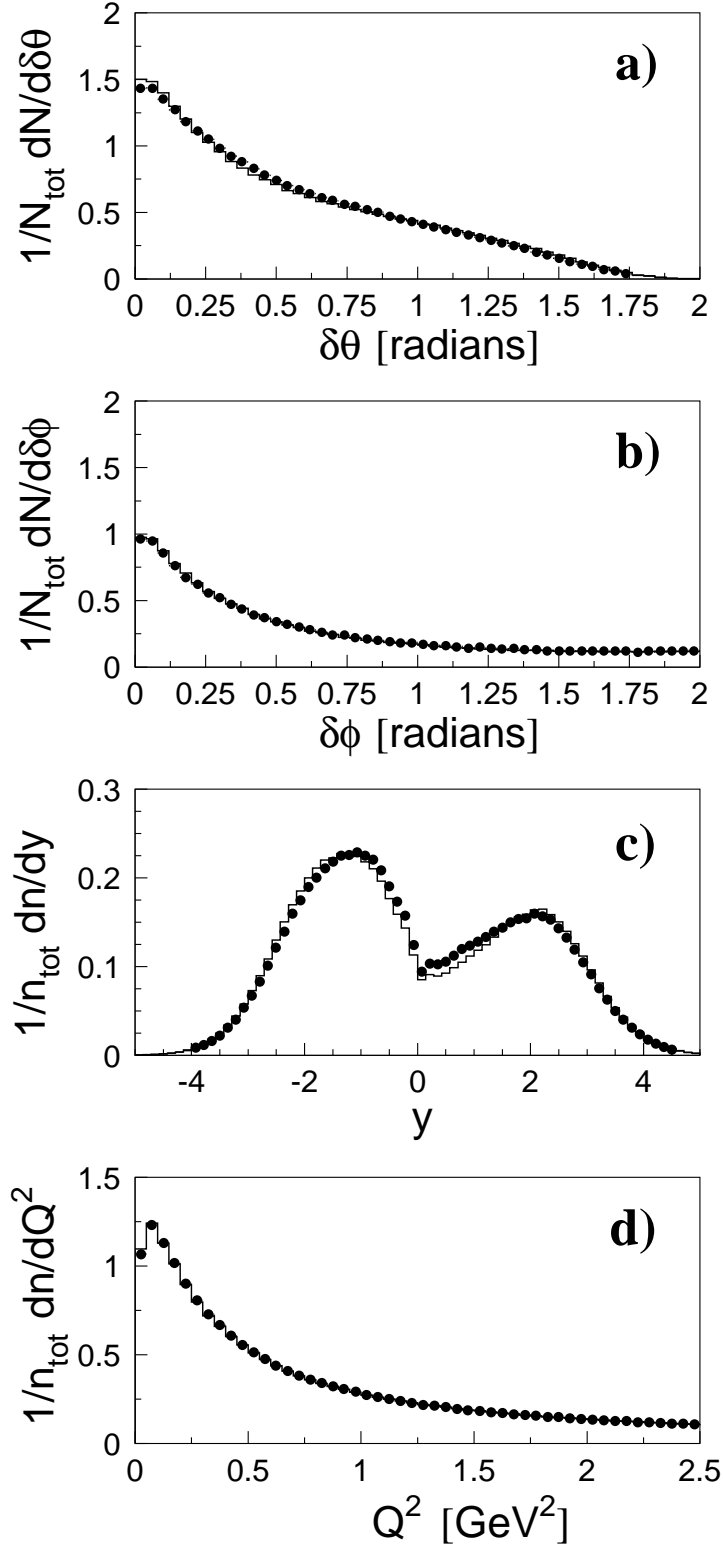 a)
1/N_tot dN/dδθ
2
1.5
1
0.5
0
0 0.25 0.5 0.75 1 1.25 1.5 1.75 2
δθ [radians]
b)
1/N_tot dN/dδϕ
2
1.5
1
0.5
0
0 0.25 0.5 0.75 1 1.25 1.5 1.75 2
δϕ [radians]
c)
1/n_tot dn/dy
0.3
0.2
0.1
0
-4 -2 0 2 4
y
d)
1/n_tot dn/dQ²
1.5
1
0.5
0
0 0.5 1 1.5 2 2.5
Q² [GeV²]